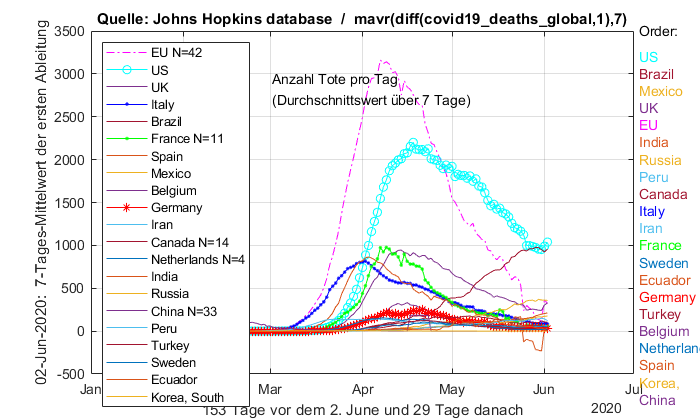 Quelle: Johns Hopkins database / mavr(diff(covid19_deaths_global,1),7)
02-Jun-2020: 7-Tages-Mittelwert der ersten Ableitung
3500
3000
2500
2000
1500
1000
500
0
-500
EU N=42
US
UK
Italy
Brazil
France N=11
Spain
Mexico
Belgium
Germany
Iran
Canada N=14
Netherlands N=4
India
Russia
China N=33
Peru
Turkey
Sweden
Ecuador
Korea, South
Anzahl Tote pro Tag
(Durchschnittswert über 7 Tage)
Order:
US
Brazil
Mexico
UK
EU
India
Russia
Peru
Canada
Italy
Iran
France
Sweden
Ecuador
Germany
Turkey
Belgium
Netherlan
Spain
Korea,
China
Jan Mar Apr May Jun Jul
2020
153 Tage vor dem 2. June und 29 Tage danach